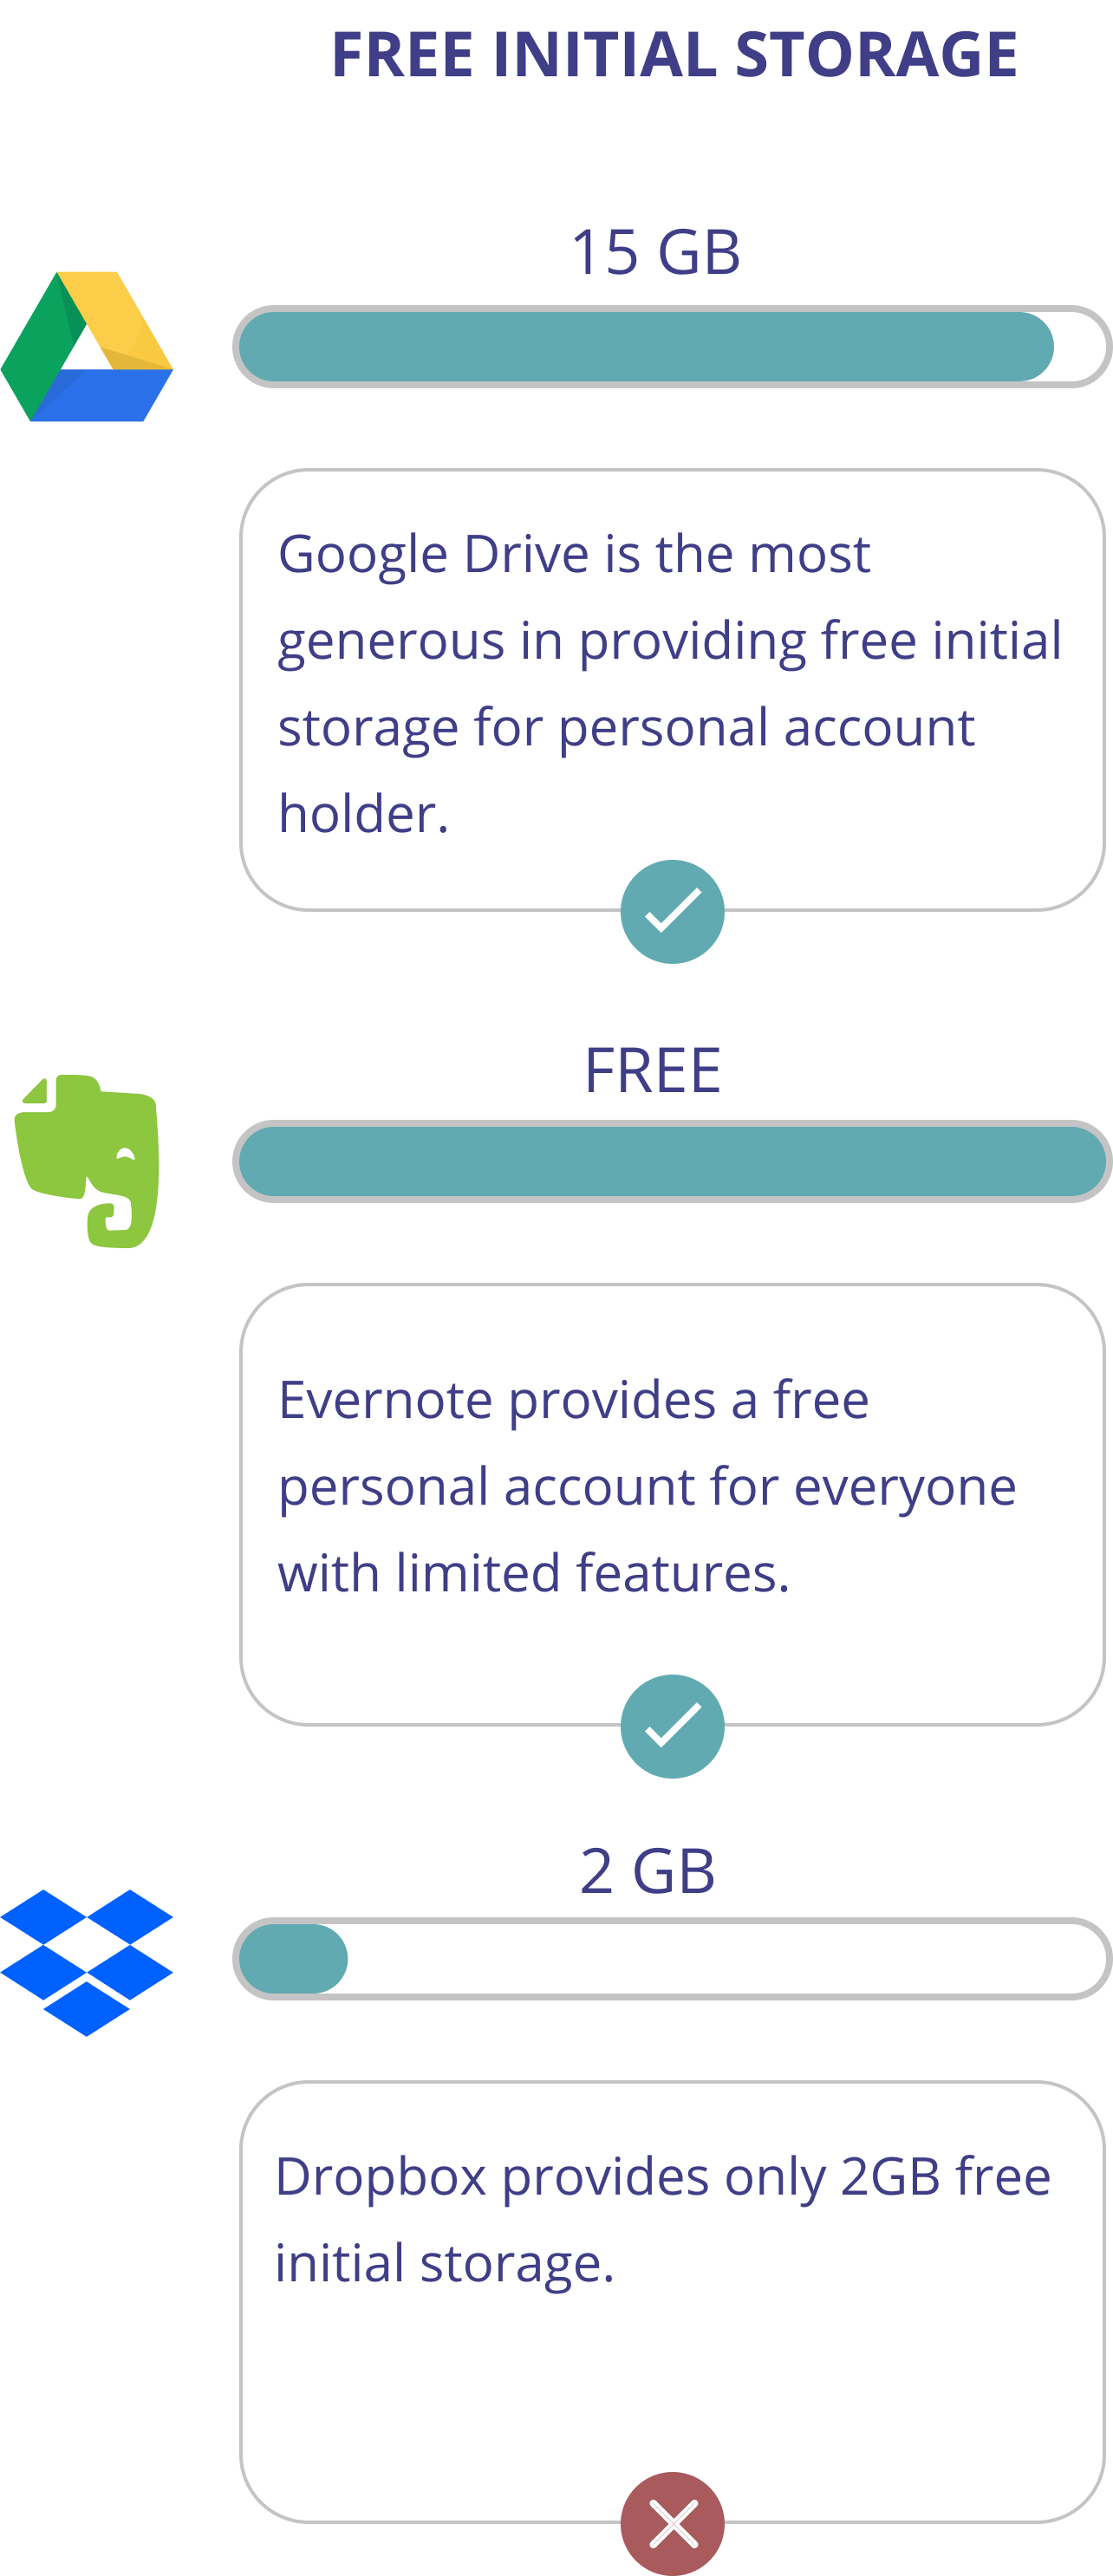 FREE INITIAL STORAGE
15 GB
Google Drive is the most
generous in providing free initial
storage for personal account
holder.
FREE
Evernote provides a free
personal account for everyone
with limited features.
2 GB
Dropbox provides only 2GB free
initial storage.